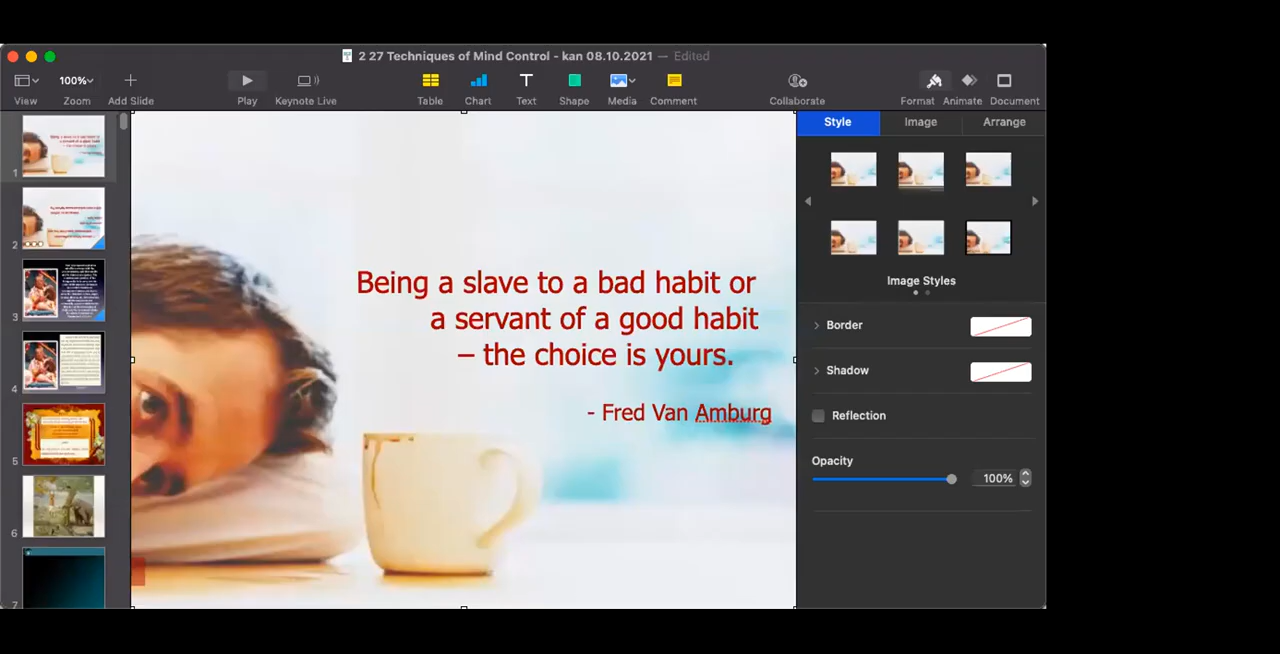 2 27 Techniques of Mind Control - kan 08.10.2021 — Edited
View
100%
Zoom
Add Slide
Play
Keynote Live
Table
Chart
Text
Shape
Media
Comment
Collaborate
Format
Animate
Document
Style
Image
Arrange
1
2
3
4
5
6
7
Being a slave to a bad habit or
a servant of a good habit
– the choice is yours.
- Fred Van Amburg
Image Styles
Border
Shadow
Reflection
Opacity
100%